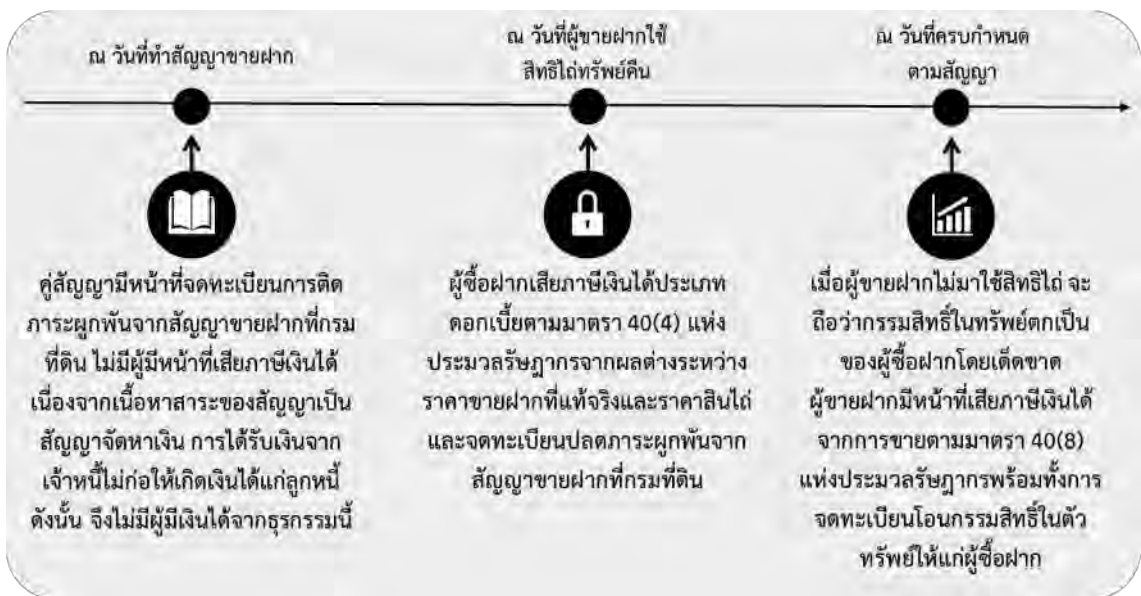 ณ วันที่ทำสัญญาขายฝาก
ณ วันที่ผู้ขายฝากใช้
สิทธิไถ่ทรัพย์คืน
ณ วันที่ครบกำหนด
ตามสัญญา
คู่สัญญามีหน้าที่จดทะเบียนการติด
ภาระผูกพันจากสัญญาขายฝากที่กรม
ที่ดิน ไม่มีผู้มีหน้าที่เสียภาษีเงินได้
เนื่องจากเนื้อหาสาระของสัญญาเป็น
สัญญาจัดหาเงิน การได้รับเงินจาก
เจ้าหนี้ไม่ก่อให้เกิดเงินได้แก่ลูกหนี้
ดังนั้น จึงไม่มีผู้มีเงินได้จากธุรกรรมนี้
ผู้ซื้อฝากเสียภาษีเงินได้ประเภท
ดอกเบี้ยตามมาตรา 40(4) แห่ง
ประมวลรัษฎากรจากผลต่างระหว่าง
ราคาขายฝากที่แท้จริงและราคาสินไถ่
และจดทะเบียนปลดภาระผูกพันจาก
สัญญาขายฝากที่กรมที่ดิน
เมื่อผู้ขายฝากไม่มาใช้สิทธิไถ่ จะ
ถือว่ากรรมสิทธิ์ในทรัพย์ตกเป็น
ของผู้ซื้อฝากโดยเด็ดขาด
ผู้ขายฝากมีหน้าที่เสียภาษีเงินได้
จากการขายตามมาตรา 40(8)
แห่งประมวลรัษฎากรพร้อมทั้งการ
จดทะเบียนโอนกรรมสิทธิ์ในตัว
ทรัพย์ให้แก่ผู้ซื้อฝาก